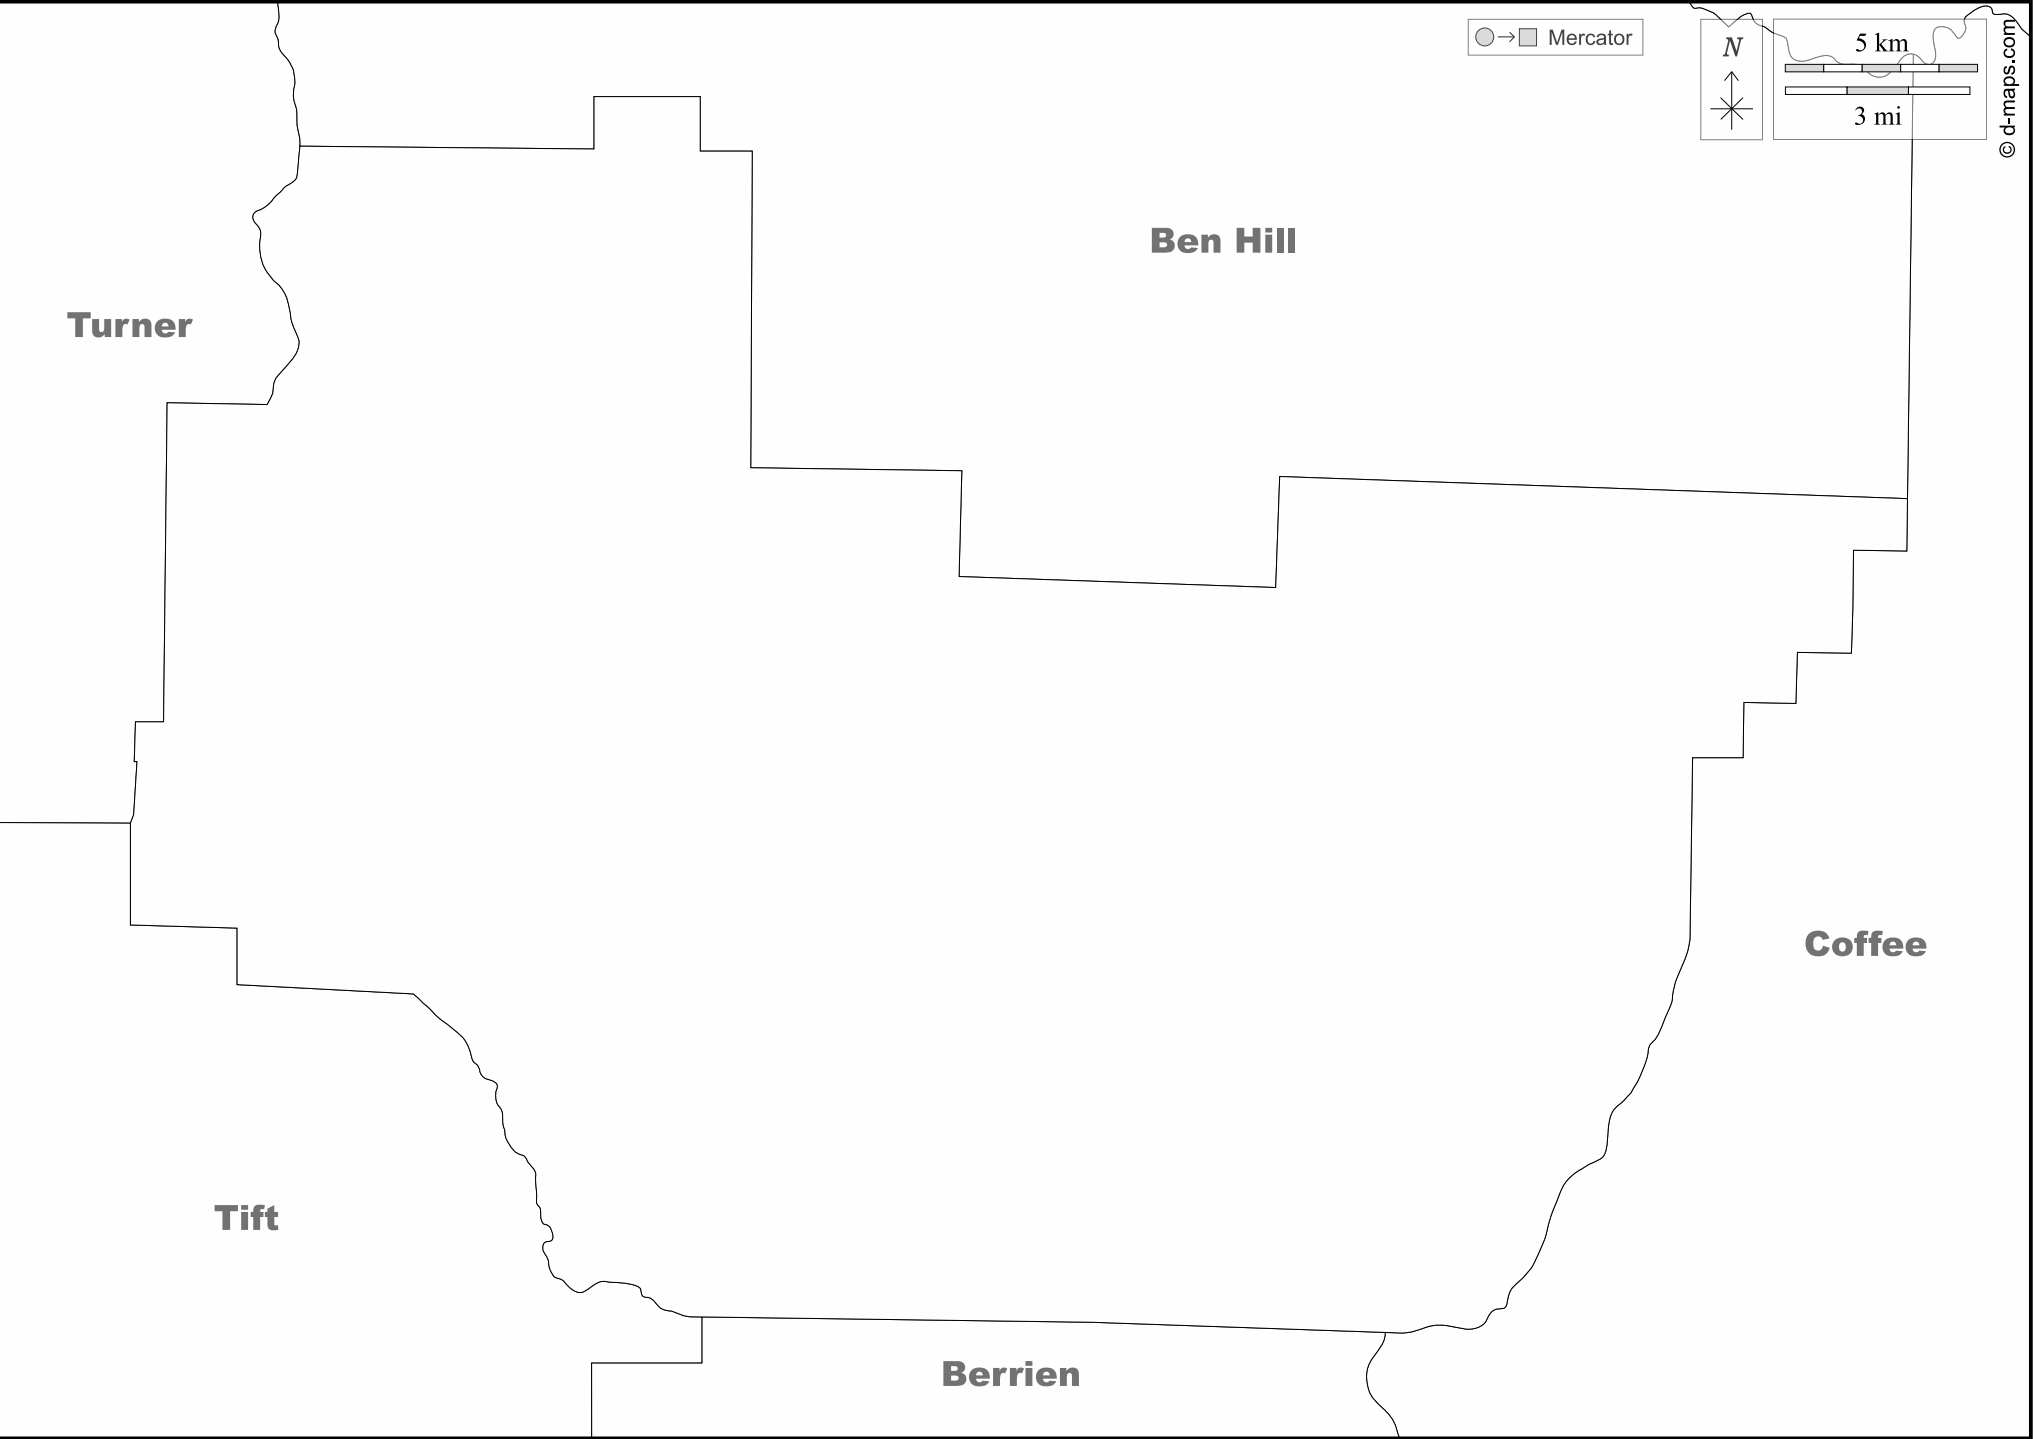 Mercator
N
5 km
3 mi
© d-maps.com
Ben Hill
Turner
Coffee
Tift
Berrien